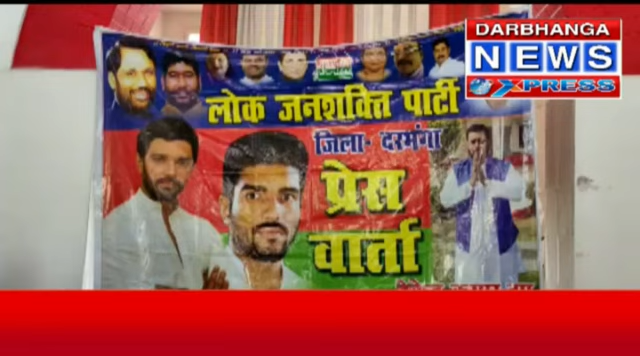 DARBHANGA
NEWS
XPRESS
लोक जनशक्ति पार्टी
जिला- दरभंगा
प्रेस
वार्ता